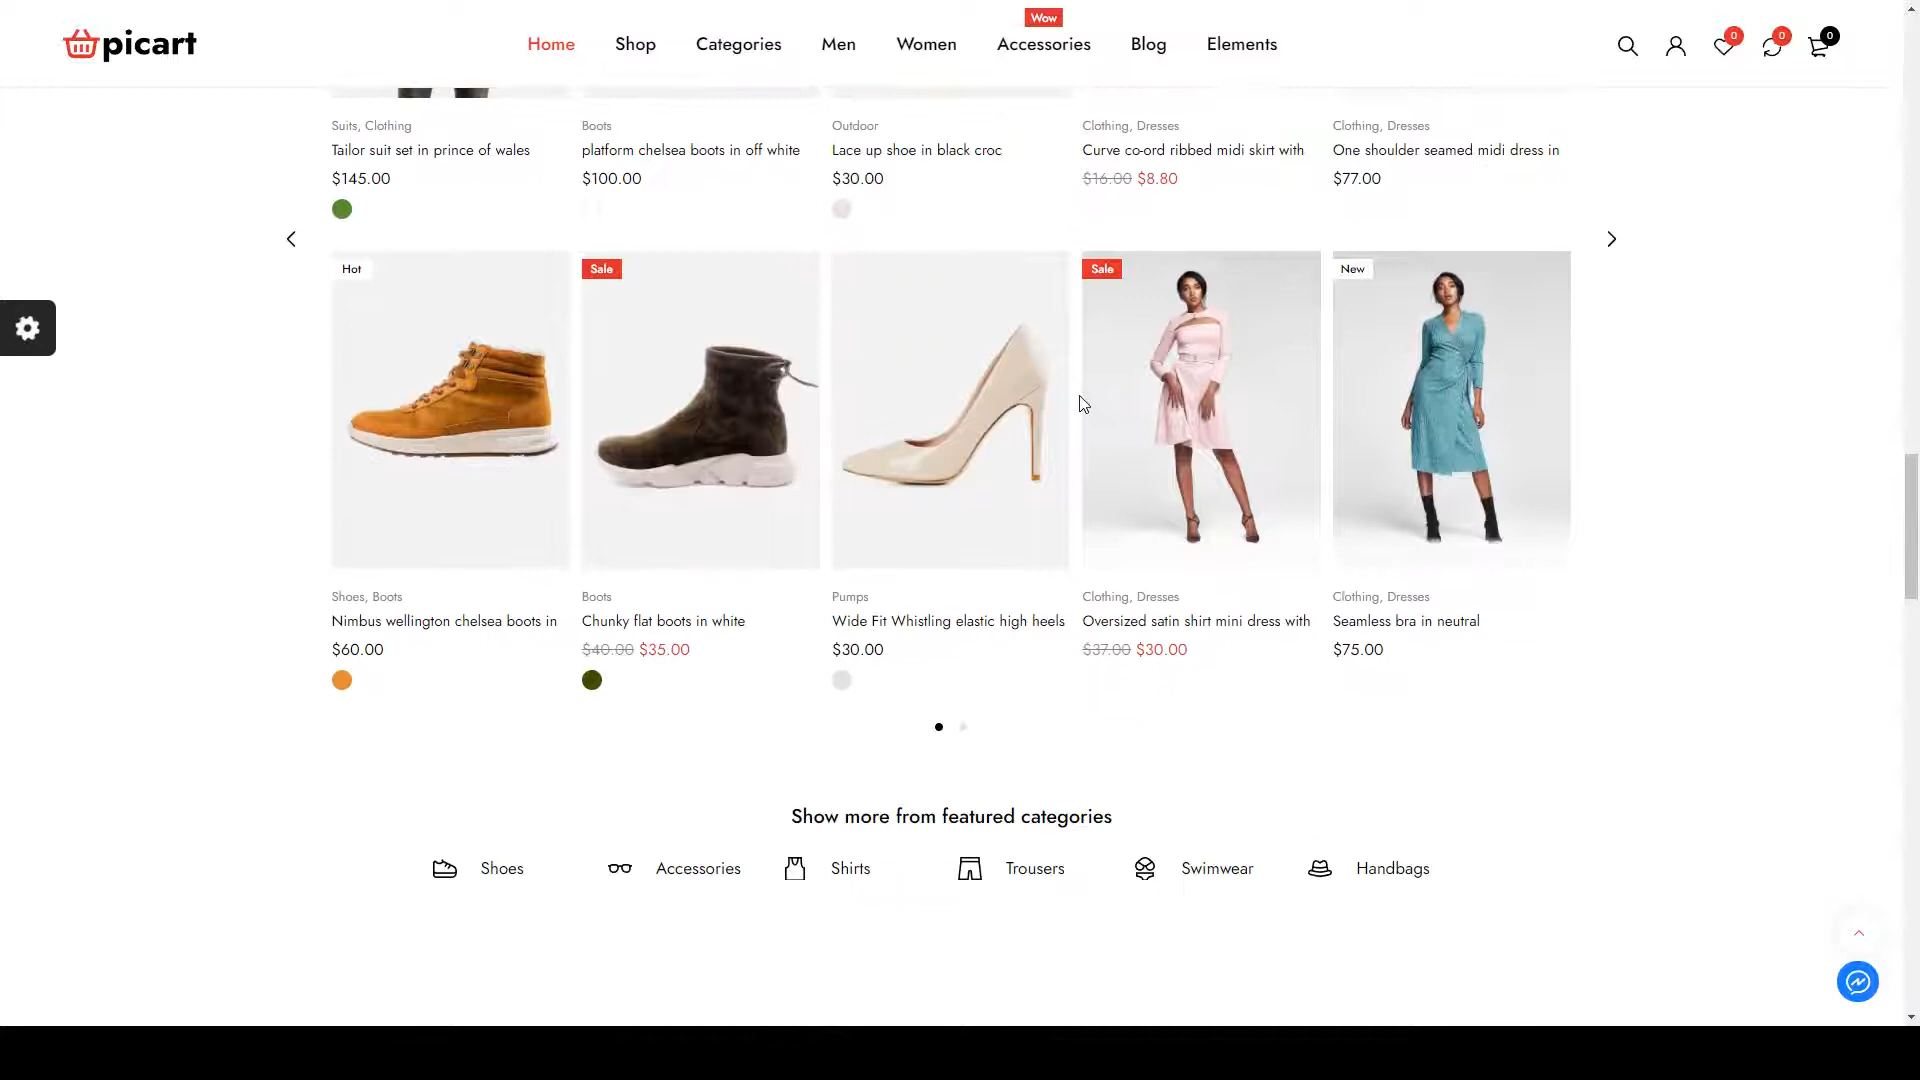 Wow
picart
Home Shop Categories Men Women Accessories Blog Elements
0 0 0
Suits, Clothing Boots Outdoor Clothing, Dresses Clothing, Dresses
Tailor suit set in prince of wales platform chelsea boots in off white Lace up shoe in black croc Curve co-ord ribbed midi skirt with One shoulder seamed midi dress in
$145.00 $100.00 $30.00 $16.00 $8.80 $77.00
Hot Sale Sale New
Shoes, Boots Boots Pumps Clothing, Dresses Clothing, Dresses
Nimbus wellington chelsea boots in Chunky flat boots in white Wide Fit Whistling elastic high heels Oversized satin shirt mini dress with Seamless bra in neutral
$60.00 $40.00 $35.00 $30.00 $37.00 $30.00 $75.00
Show more from featured categories
Shoes Accessories Shirts Trousers Swimwear Handbags